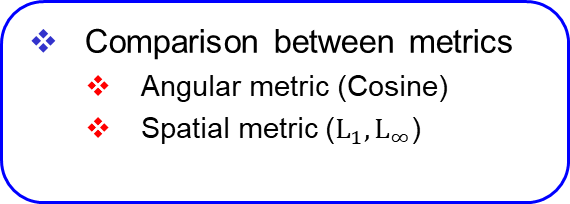 ❖ Comparison between metrics
❖ Angular metric (Cosine)
❖ Spatial metric (L₁, L∞)